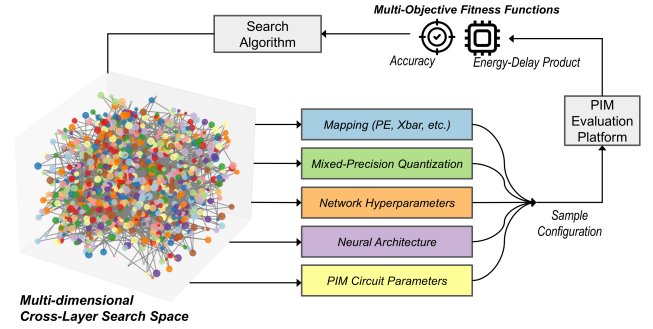 Multi-Objective Fitness Functions
Search
Algorithm
Accuracy
Energy-Delay Product
PIM
Evaluation
Platform
Mapping (PE, Xbar, etc.)
Mixed-Precision Quantization
Network Hyperparameters
Neural Architecture
PIM Circuit Parameters
Sample
Configuration
Multi-dimensional
Cross-Layer Search Space